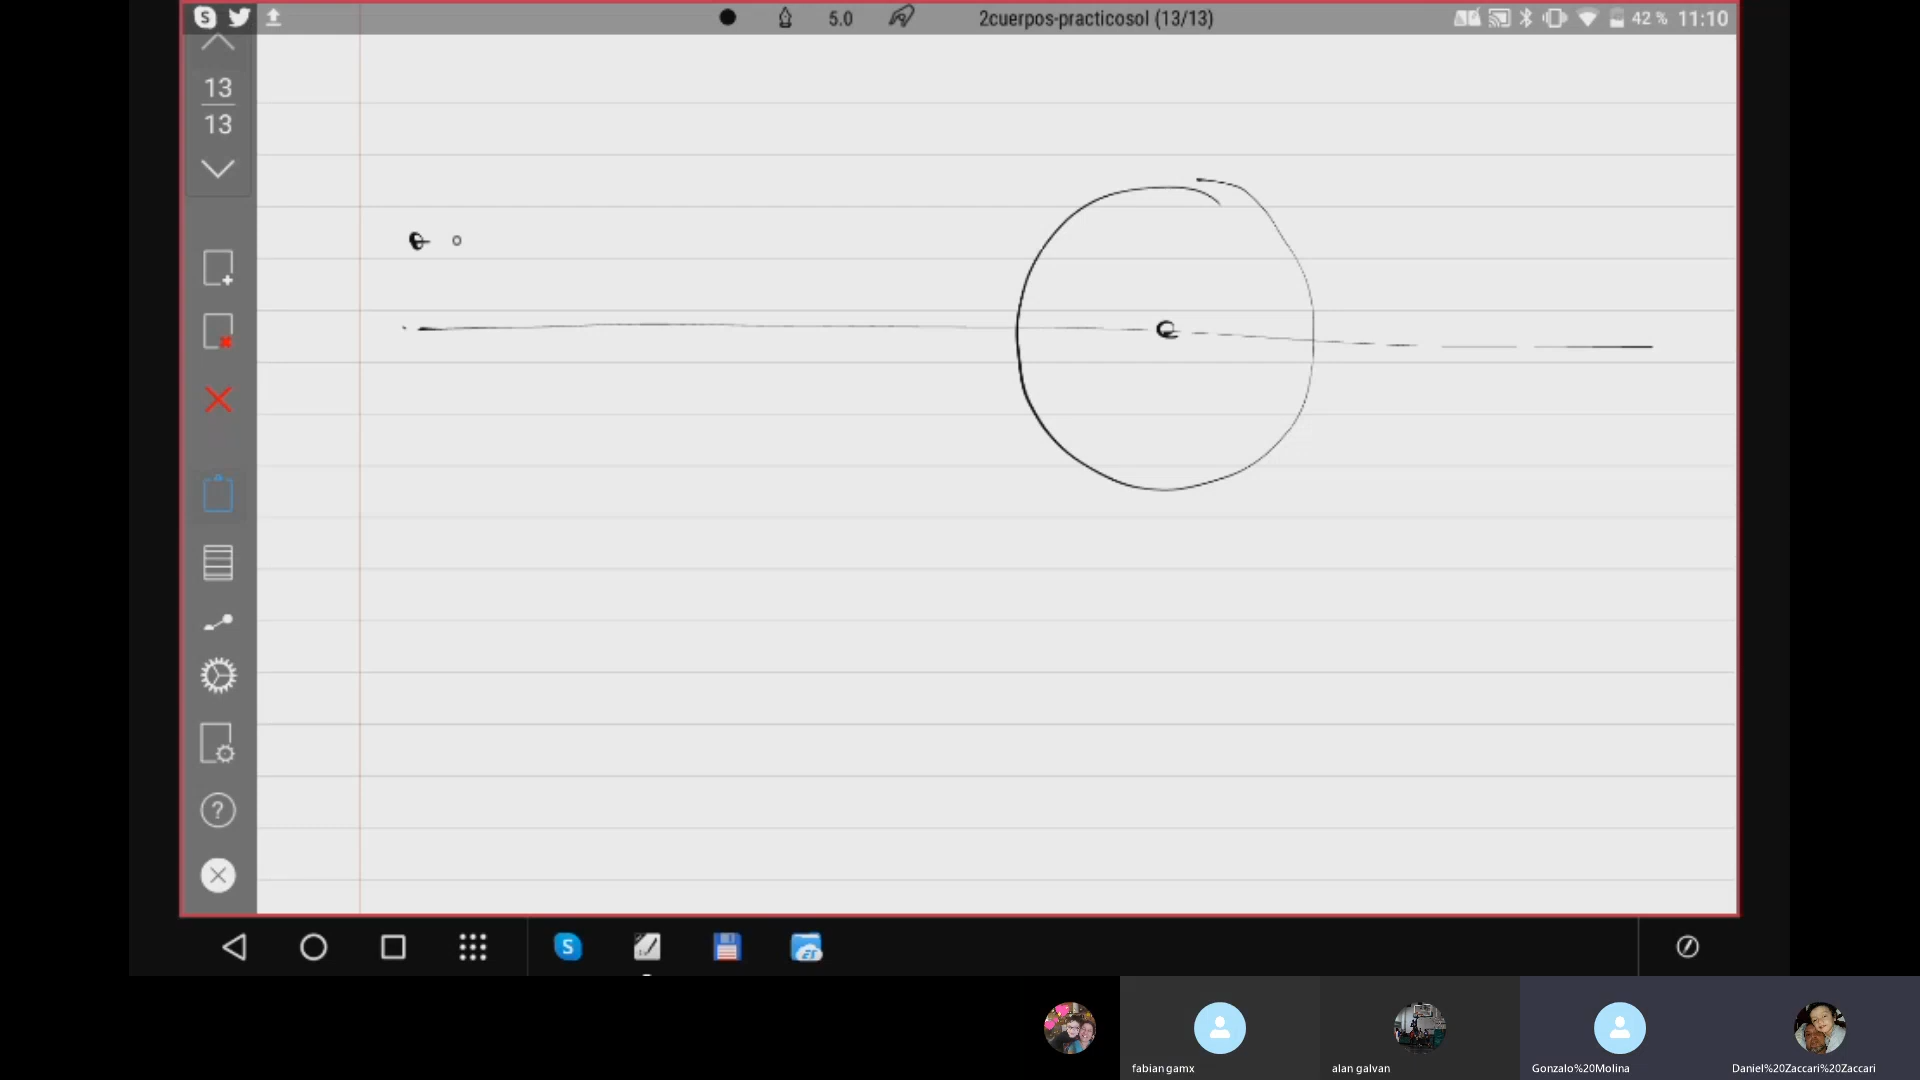 5.0 2cuerpos-practicosol (13/13) 42 % 11:10
13
13
fabian gamx alan galvan Gonzalo%20Molina Daniel%20Zaccari%20Zaccari